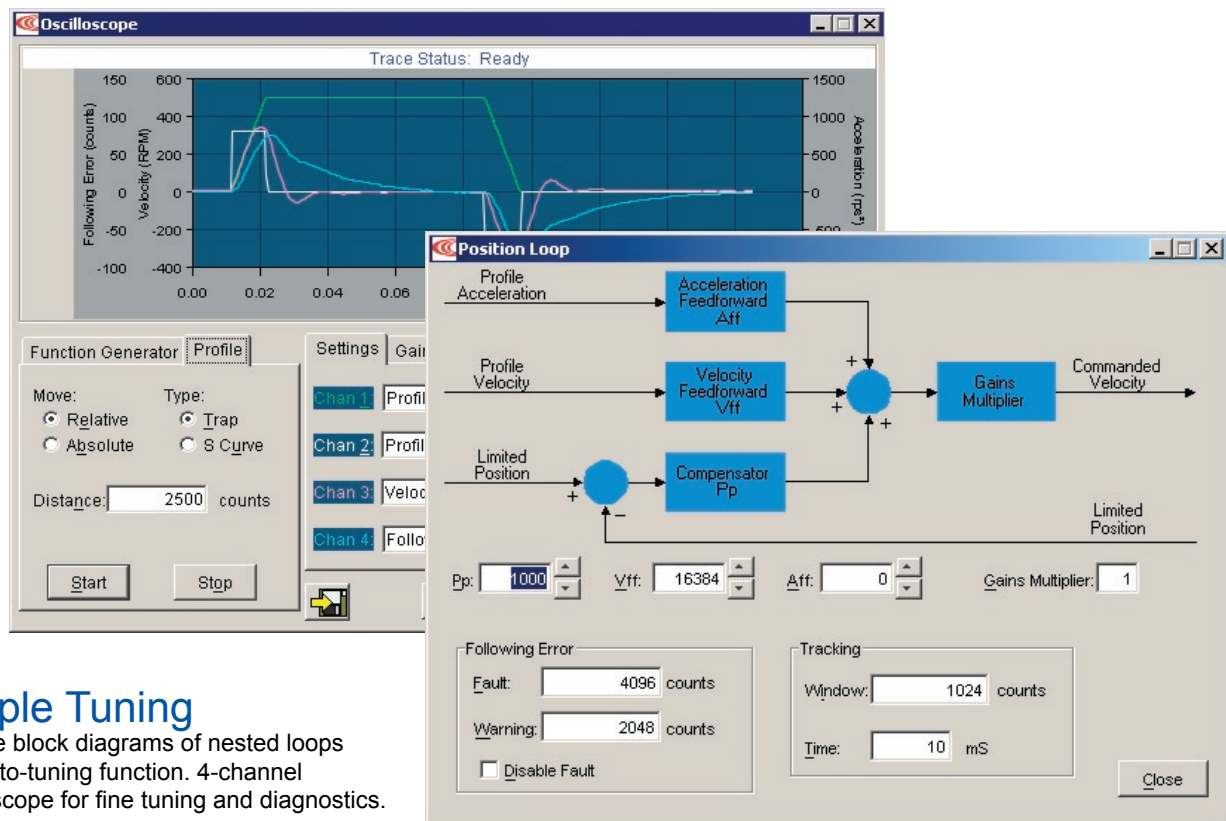 Oscilloscope
Trace Status: Ready
150 600 1500
100 400 1000
50 200 500
0 0 0
-50 -200
-100 -400
Following Error (counts)
Velocity (RPM)
Acceleration (rps²)
0.00 0.02 0.04 0.06
Function Generator Profile
Move: Type:
Relative Trap
Absolute S Curve
Distance: 2500 counts
Start Stop
Settings
Chan 1:
Chan 2:
Chan 3:
Chan 4:
Position Loop
Profile
Acceleration
Acceleration
Feedforward
Aff
Profile
Velocity
Velocity
Feedforward
Vff
+
+
+
Gains
Multiplier
Commanded
Velocity
Limited
Position
+
−
Compensator
Pp
Limited
Position
Pp: 1000 Vff: 16384 Aff: 0 Gains Multiplier: 1
Following Error
Fault: 4096 counts
Warning: 2048 counts
Disable Fault
Tracking
Window: 1024 counts
Time: 10 mS
Close
ple Tuning
e block diagrams of nested loops
to-tuning function. 4-channel
scope for fine tuning and diagnostics.